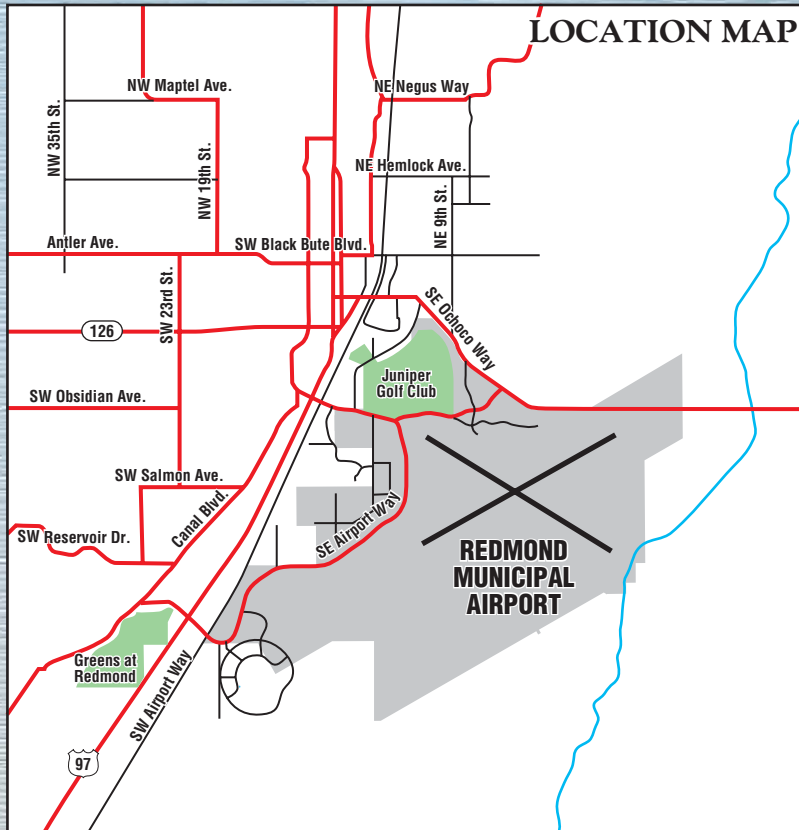 LOCATION MAP
NW Maptel Ave.
NE Negus Way
NW 35th St.
NW 19th St.
NE Hemlock Ave.
NE 9th St.
Antler Ave.
SW Black Bute Blvd.
SW 23rd St.
126
SE Ochoco Way
Juniper
Golf Club
SW Obsidian Ave.
SW Salmon Ave.
Canal Blvd.
SW Reservoir Dr.
SE Airport Way
REDMOND
MUNICIPAL
AIRPORT
Greens at
Redmond
SW Airport Way
97